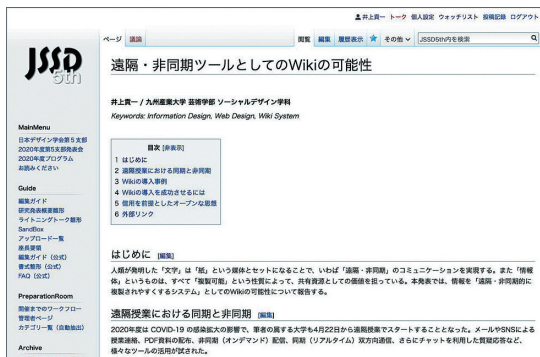 井上貢一 トーク 個人設定 ウォッチリスト 投稿記録 ログアウト
ページ 議論 閲覧 編集 履歴表示 その他 JSSD5th内を検索
JSSD
5th
遠隔・非同期ツールとしてのWikiの可能性
井上貢一 / 九州産業大学 芸術学部 ソーシャルデザイン学科
Keywords: Information Design, Web Design, Wiki System
MainMenu
日本デザイン学会第5支部
2020年度第5支部発表会
2020年度プログラム
お読みください
Guide
編集ガイド
研究発表概要雛形
ライトニングトーク雛形
SandBox
アップロード一覧
座長要領
編集ガイド（公式）
書式雛形（公式）
FAQ（公式）
PreparationRoom
開催までのワークフロー
管理者ページ
カテゴリ一覧（自動抽出）
Archive
目次 [非表示]
1 はじめに
2 遠隔授業における同期と非同期
3 Wikiの導入事例
4 Wikiの導入を成功させるには
5 信用を前提としたオープンな思想
6 外部リンク
はじめに [編集]
人類が発明した「文字」は「紙」という媒体とセットになることで、いわば「遠隔・非同期」のコミュニケーションを実現する。また「情報
体」というものは、すべて「複製可能」という性質によって、共有資源としての価値を担っている。本発表では、情報を「遠隔・非同期的に
複製されやすくするシステム」としてのWikiの可能性について報告する。
遠隔授業における同期と非同期 [編集]
2020年度は COVID-19 の感染拡大の影響で、筆者の属する大学も4月22日から遠隔授業でスタートすることとなった。メールやSNSによる
授業連絡、PDF資料の配布、非同期（オンデマンド）配信、同期（リアルタイム）双方向通信、さらにチャットを利用した質疑応答など、
様々なツールの活用が試された。